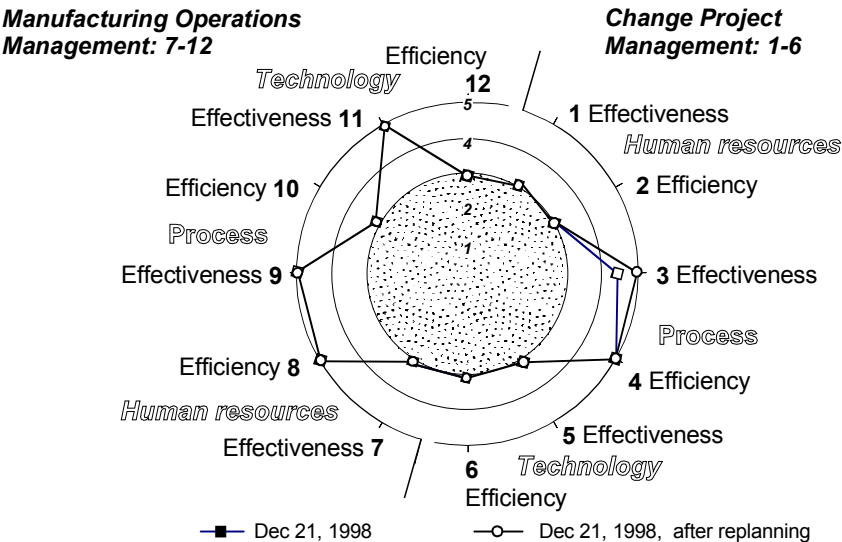 Manufacturing Operations
Management: 7-12
Change Project
Management: 1-6
Efficiency
12
Technology
Effectiveness 11
5
4
2
1
1 Effectiveness
Human resources
2 Efficiency
Efficiency 10
Process
Effectiveness 9
3 Effectiveness
Process
Efficiency 8
4 Efficiency
Human resources
Effectiveness 7
5 Effectiveness
Technology
6
Efficiency
Dec 21, 1998
Dec 21, 1998, after replanning